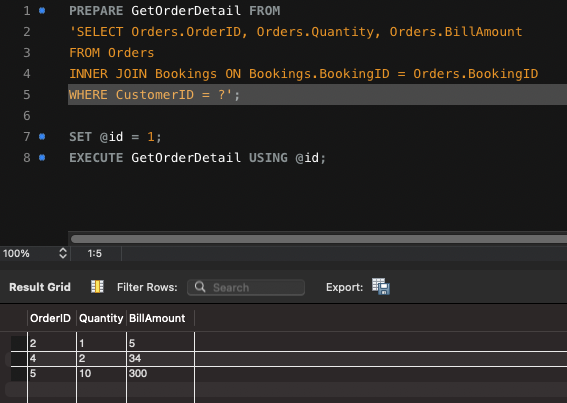 1 PREPARE GetOrderDetail FROM
2 'SELECT Orders.OrderID, Orders.Quantity, Orders.BillAmount
3 FROM Orders
4 INNER JOIN Bookings ON Bookings.BookingID = Orders.BookingID
5 WHERE CustomerID = ?';
6
7 SET @id = 1;
8 EXECUTE GetOrderDetail USING @id;
100% 1:5
Result Grid Filter Rows: Search Export:
OrderID Quantity BillAmount
2 1 5
4 2 34
5 10 300